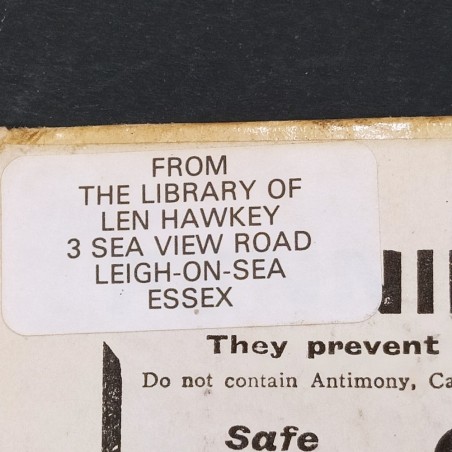 FROM
THE LIBRARY OF
LEN HAWKEY
3 SEA VIEW ROAD
LEIGH-ON-SEA
ESSEX
They prevent
Do not contain Antimony,
Safe